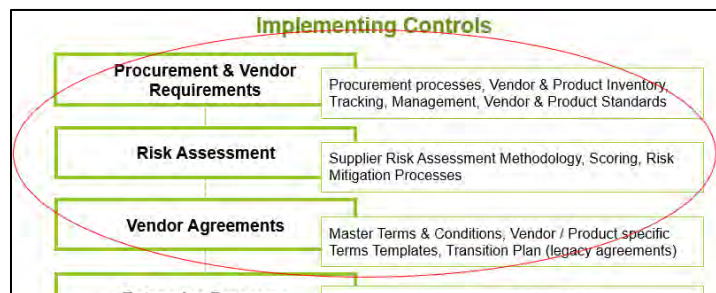 Implementing Controls
Procurement & Vendor
Requirements
Procurement processes, Vendor & Product Inventory,
Tracking, Management, Vendor & Product Standards
Risk Assessment
Supplier Risk Assessment Methodology, Scoring, Risk
Mitigation Processes
Vendor Agreements
Master Terms & Conditions, Vendor / Product specific
Terms Templates, Transition Plan (legacy agreements)